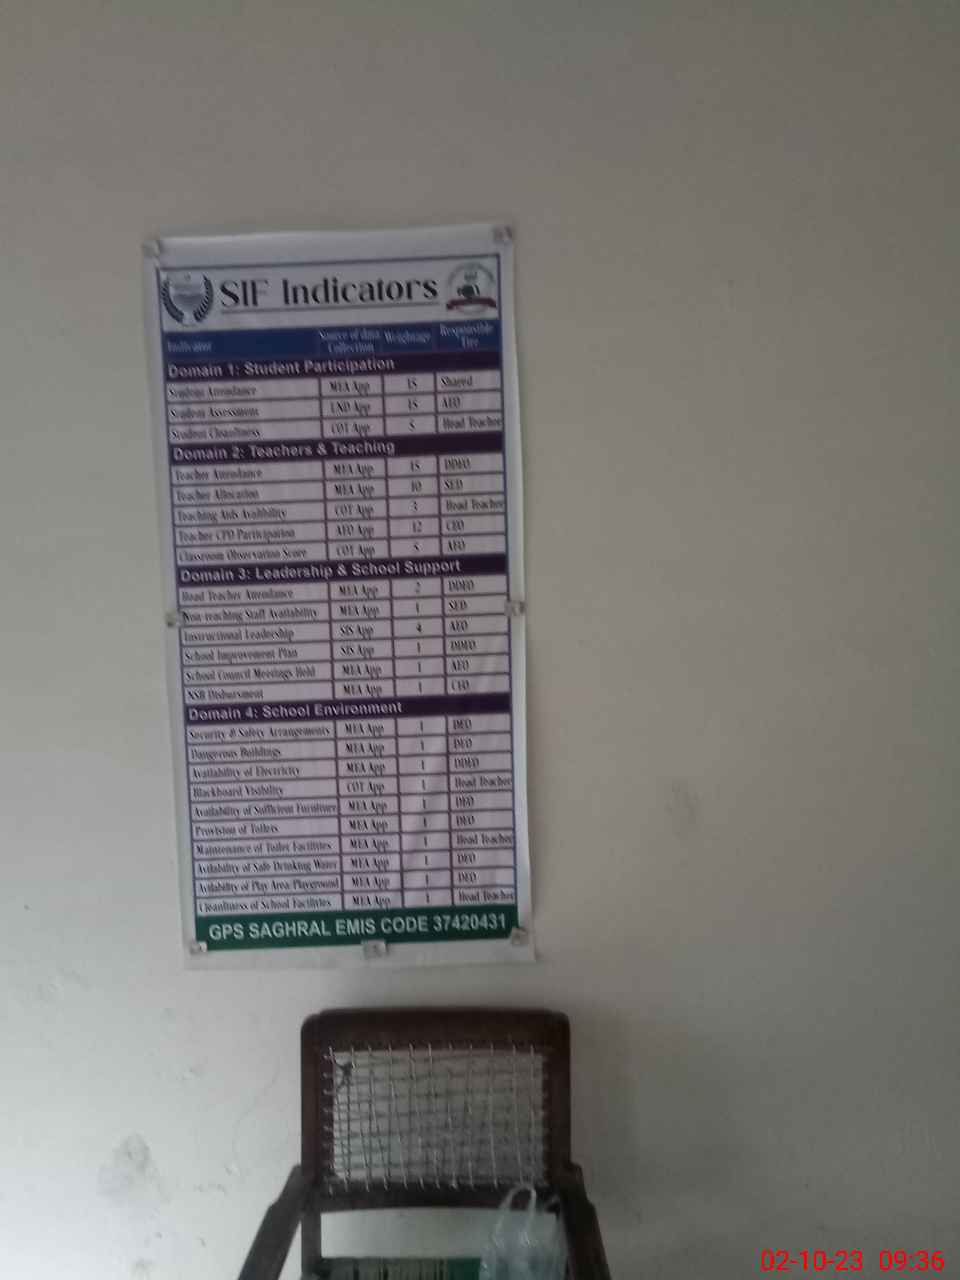 SIF Indicators
Indicator Source of data Collection Weightage Responsible Tier
Domain 1: Student Participation
Student Attendance MEA App 15 Shared
Student Assessment LND App 15 AEO
Student Cleanliness COT App 5 Head Teacher
Domain 2: Teachers & Teaching
Teacher Attendance MEA App 15 DDEO
Teacher Allocation MEA App 10 SED
Teaching Aids Avalibility COT App 3 Head Teacher
Teacher CPD Participation AEO App 12 CEO
Classroom Observation Score COT App 5 AEO
Domain 3: Leadership & School Support
Head Teacher Attendance MEA App 2 DDEO
Non-teaching Staff Availability MEA App 1 SED
Instructional Leadership SIS App 4 AEO
School Improvement Plan SIS App 1 DDEO
School Council Meetings Held MEA App 1 AEO
NSB Disbursment MEA App 1 CEO
Domain 4: School Environment
Security & Safety Arrangements MEA App 1 DEO
Dangerous Buildings MEA App 1 DEO
Availability of Electricity MEA App 1 DDEO
Blackboard Visibility COT App 1 Head Teacher
Availability of Sufficient Furniture MEA App 1 DEO
Provision of Toilets MEA App 1 DEO
Maintenance of Toilet Facilities MEA App 1 Head Teacher
Avilability of Safe Drinking Water MEA App 1 DEO
Avilability of Play Area/Playground MEA App 1 DEO
Cleanliness of School Facilities MEA App 1 Head Teacher
GPS SAGHRAL EMIS CODE 37420431
02-10-23 09:36